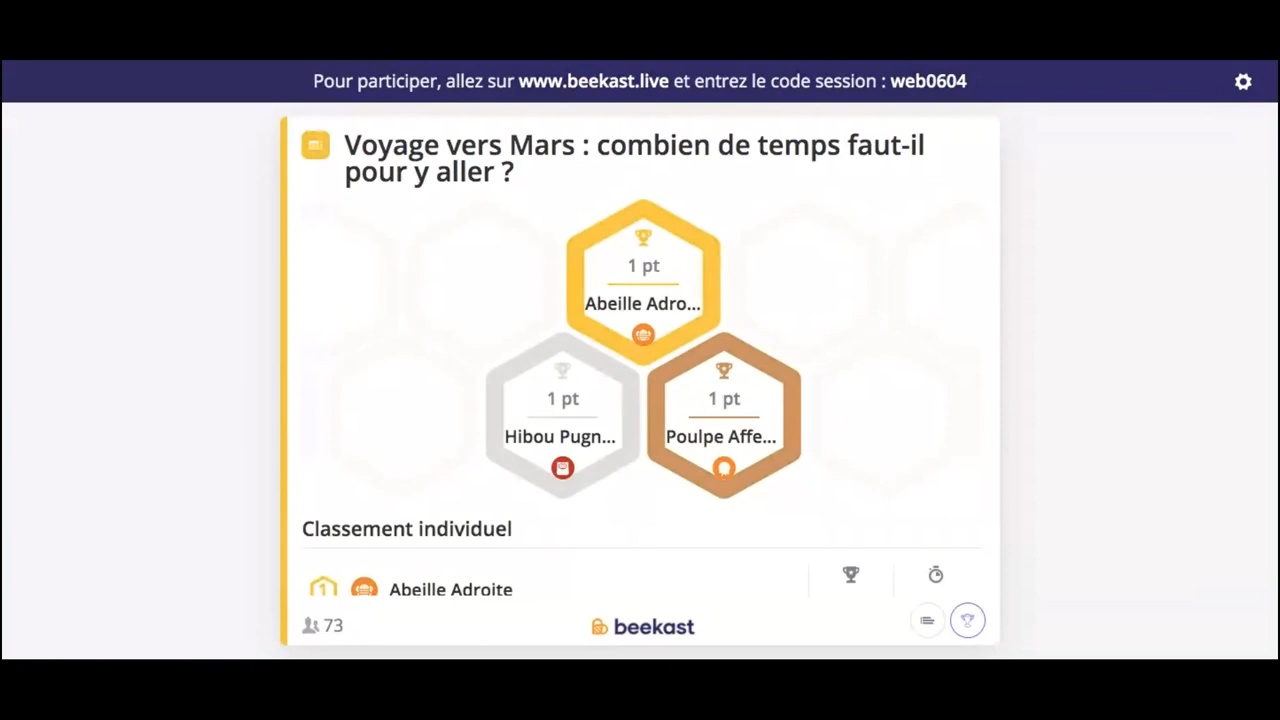 Pour participer, allez sur www.beekast.live et entrez le code session : web0604
Voyage vers Mars : combien de temps faut-il
pour y aller ?
1 pt
Abeille Adro...
1 pt
Hibou Pugn...
1 pt
Poulpe Affe...
Classement individuel
1
Abeille Adroite
73
beekast